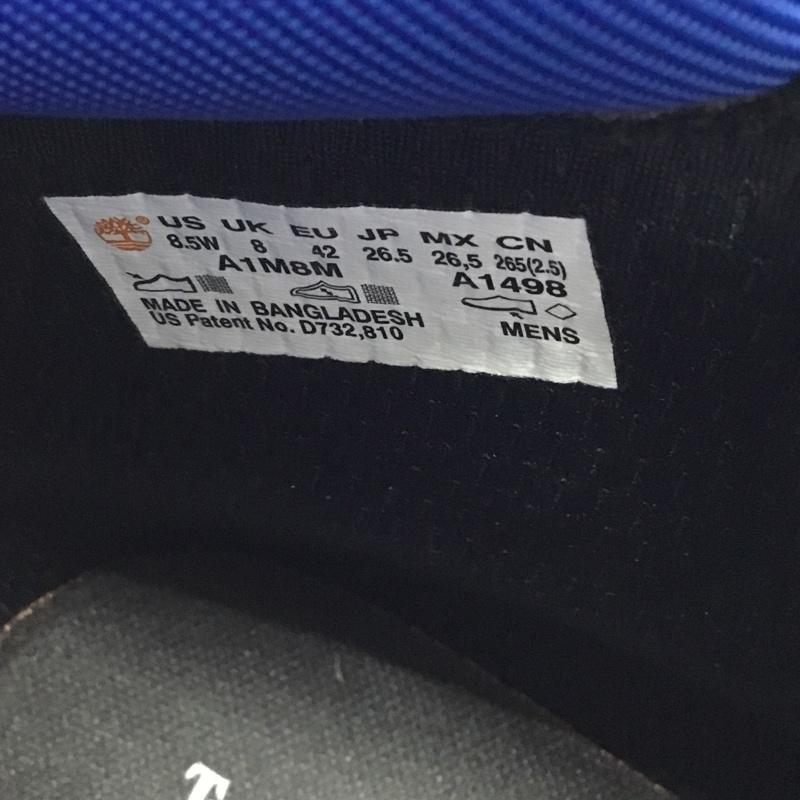 US UK EU JP MX CN
8.5W 8 42 26.5 26,5 265(2.5)
A1M8M A1498
MADE IN BANGLADESH
US Patent No. D732,810 MENS